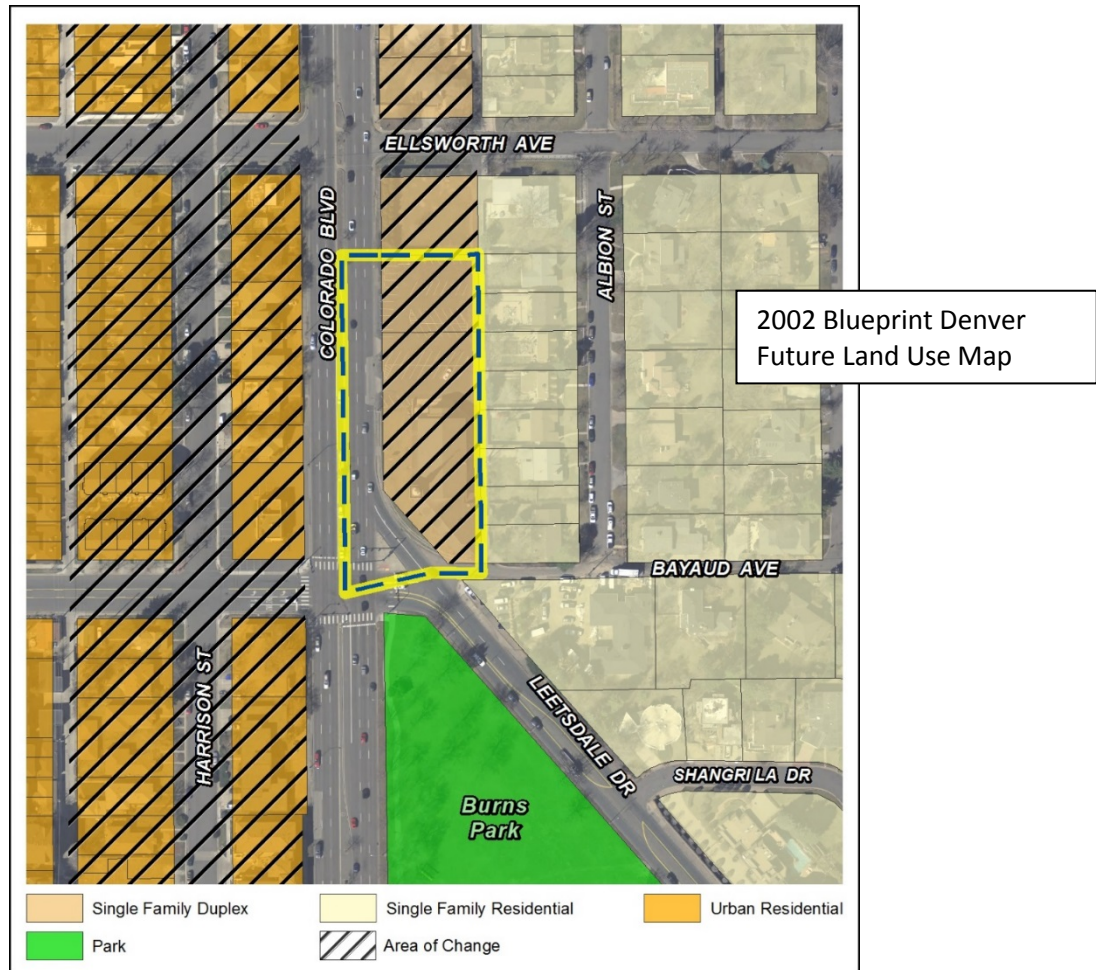 ELLSWORTH AVE
COLORADO BLVD
ALBION ST
2002 Blueprint Denver
Future Land Use Map
BAYAUD AVE
HARRISON ST
LEETSDALE DR
SHANGRI LA DR
Burns
Park
Single Family Duplex
Single Family Residential
Urban Residential
Park
Area of Change